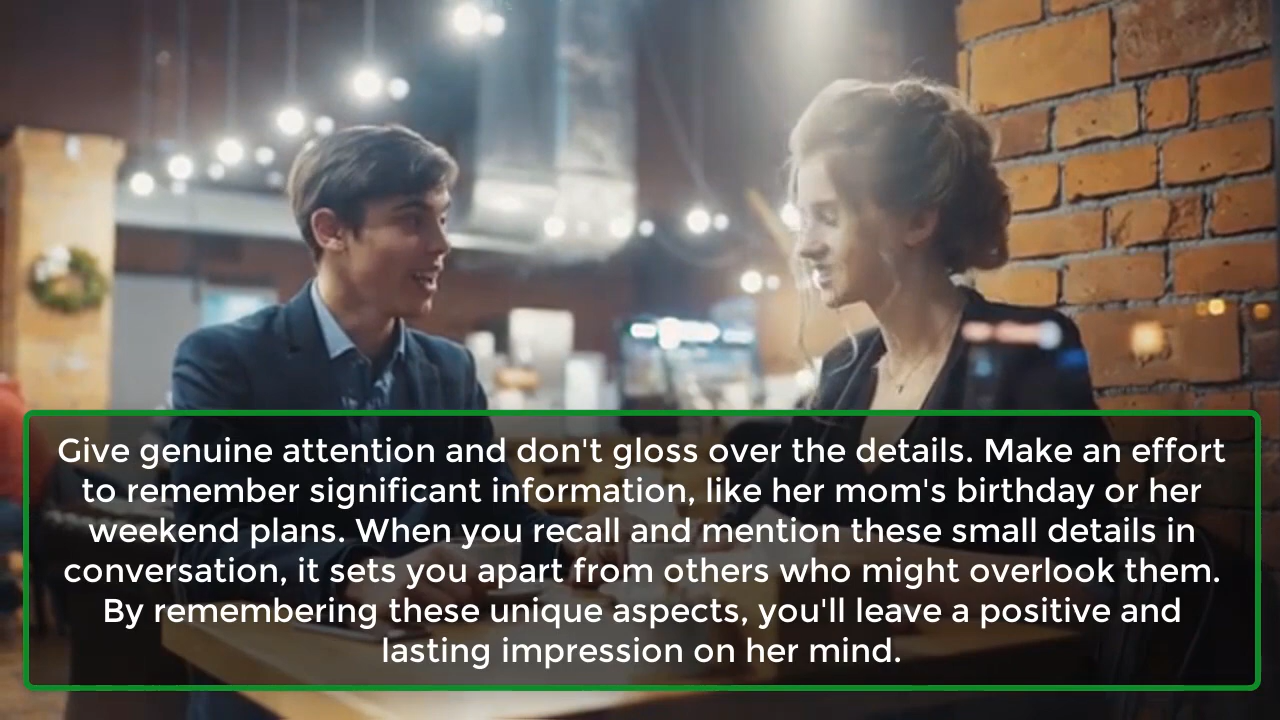 Give genuine attention and don't gloss over the details. Make an effort
to remember significant information, like her mom's birthday or her
weekend plans. When you recall and mention these small details in
conversation, it sets you apart from others who might overlook them.
By remembering these unique aspects, you'll leave a positive and
lasting impression on her mind.